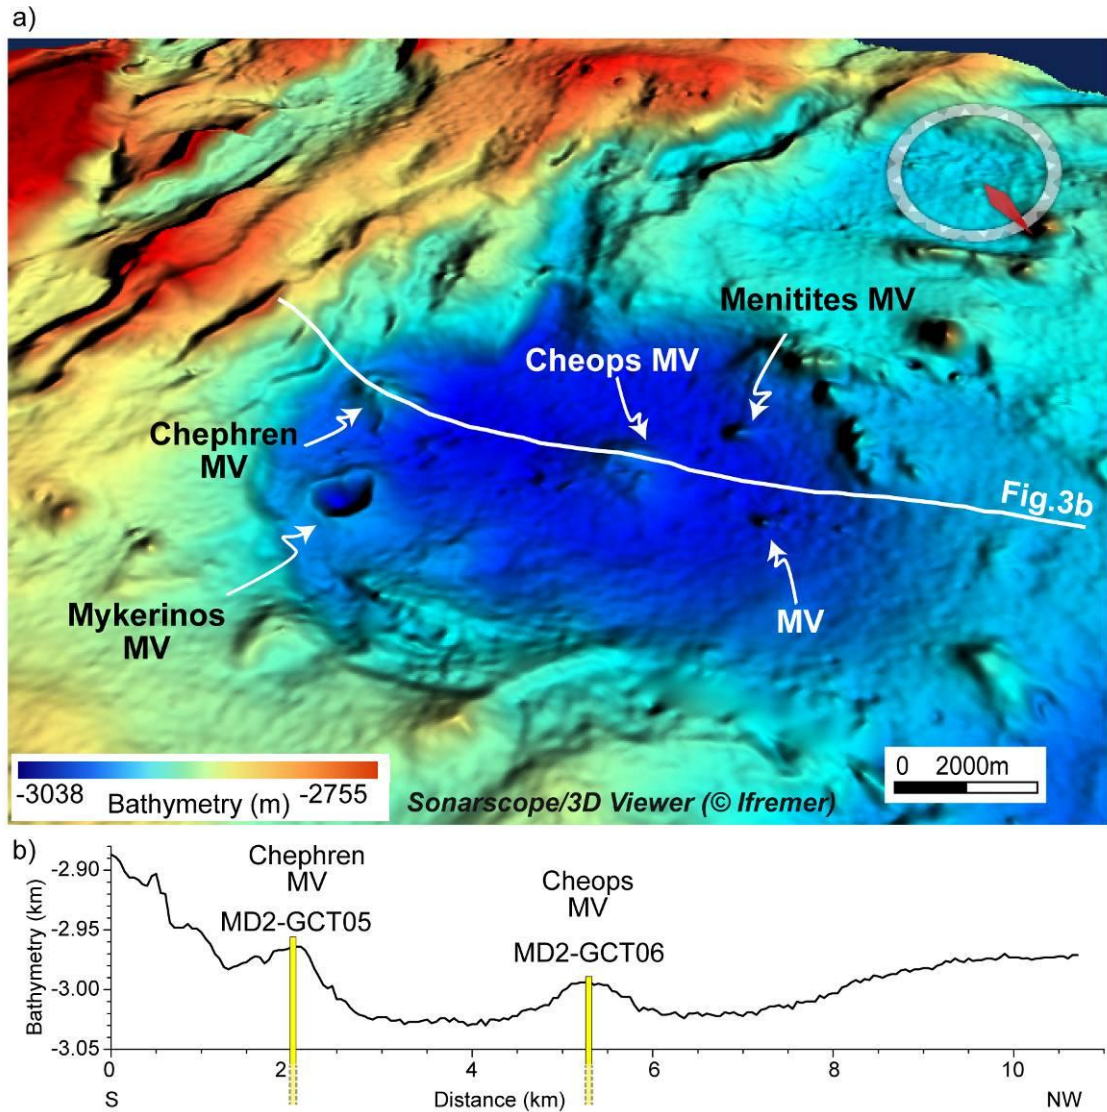 a)
Menitites MV
Cheops MV
Chephren
MV
Fig.3b
Mykerinos
MV
MV
-3038 Bathymetry (m) -2755
0 2000m
Sonarscope/3D Viewer (© Ifremer)
b)
Chephren
MV
Cheops
MV
MD2-GCT05
MD2-GCT06
Bathymetry (km)
-2.90
-2.95
-3.00
-3.05
0 2 4 6 8 10
S Distance (km) NW